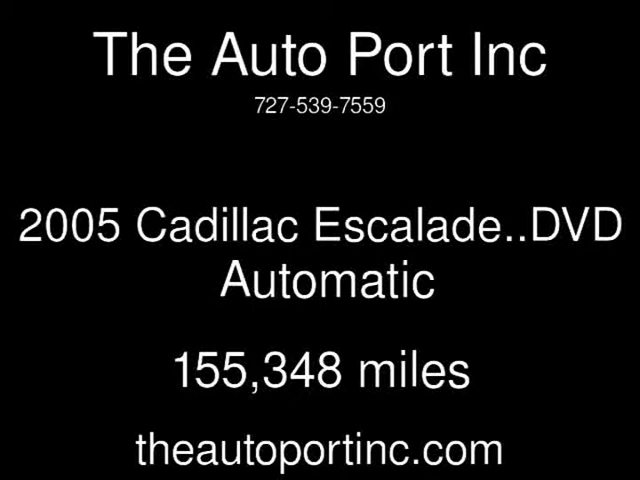 The Auto Port Inc
727-539-7559
2005 Cadillac Escalade..DVD
Automatic
155,348 miles
theautoportinc.com